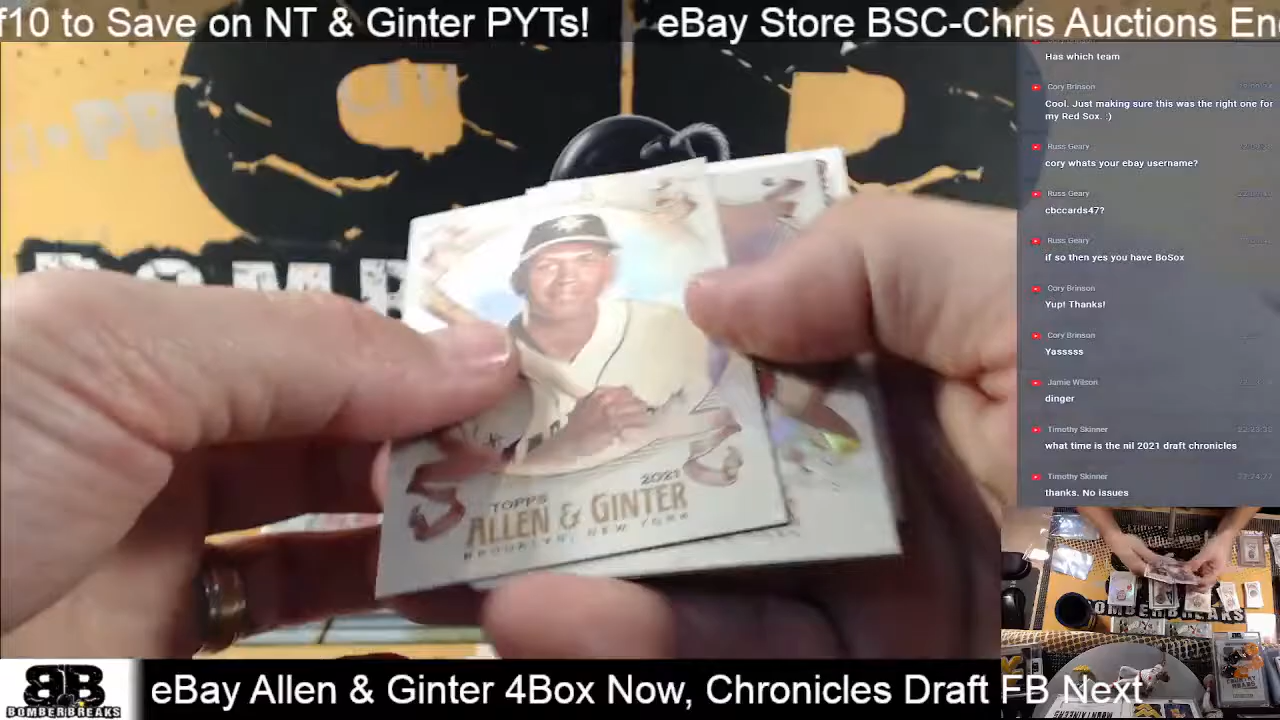 f10 to Save on NT & Ginter PYTs!
eBay Store BSC-Chris Auctions En
Has which team
Cory Brinson
Cool. Just making sure this was the right one for
my Red Sox. :)
Russ Geary
cory whats your ebay username?
Russ Geary
cbccards47?
Russ Geary
if so then yes you have BoSox
Cory Brinson
Yup! Thanks!
Cory Brinson
Yasssss
Jamie Wilson
dinger
Timothy Skinner
what time is the nil 2021 draft chronicles
Timothy Skinner
thanks. No issues
2021
TOPPS
ALLEN & GINTER
BROOKLYN, NEW YORK
BOMBERBREAKS
BB
BOMBERBREAKS
eBay Allen & Ginter 4Box Now, Chronicles Draft FB Next